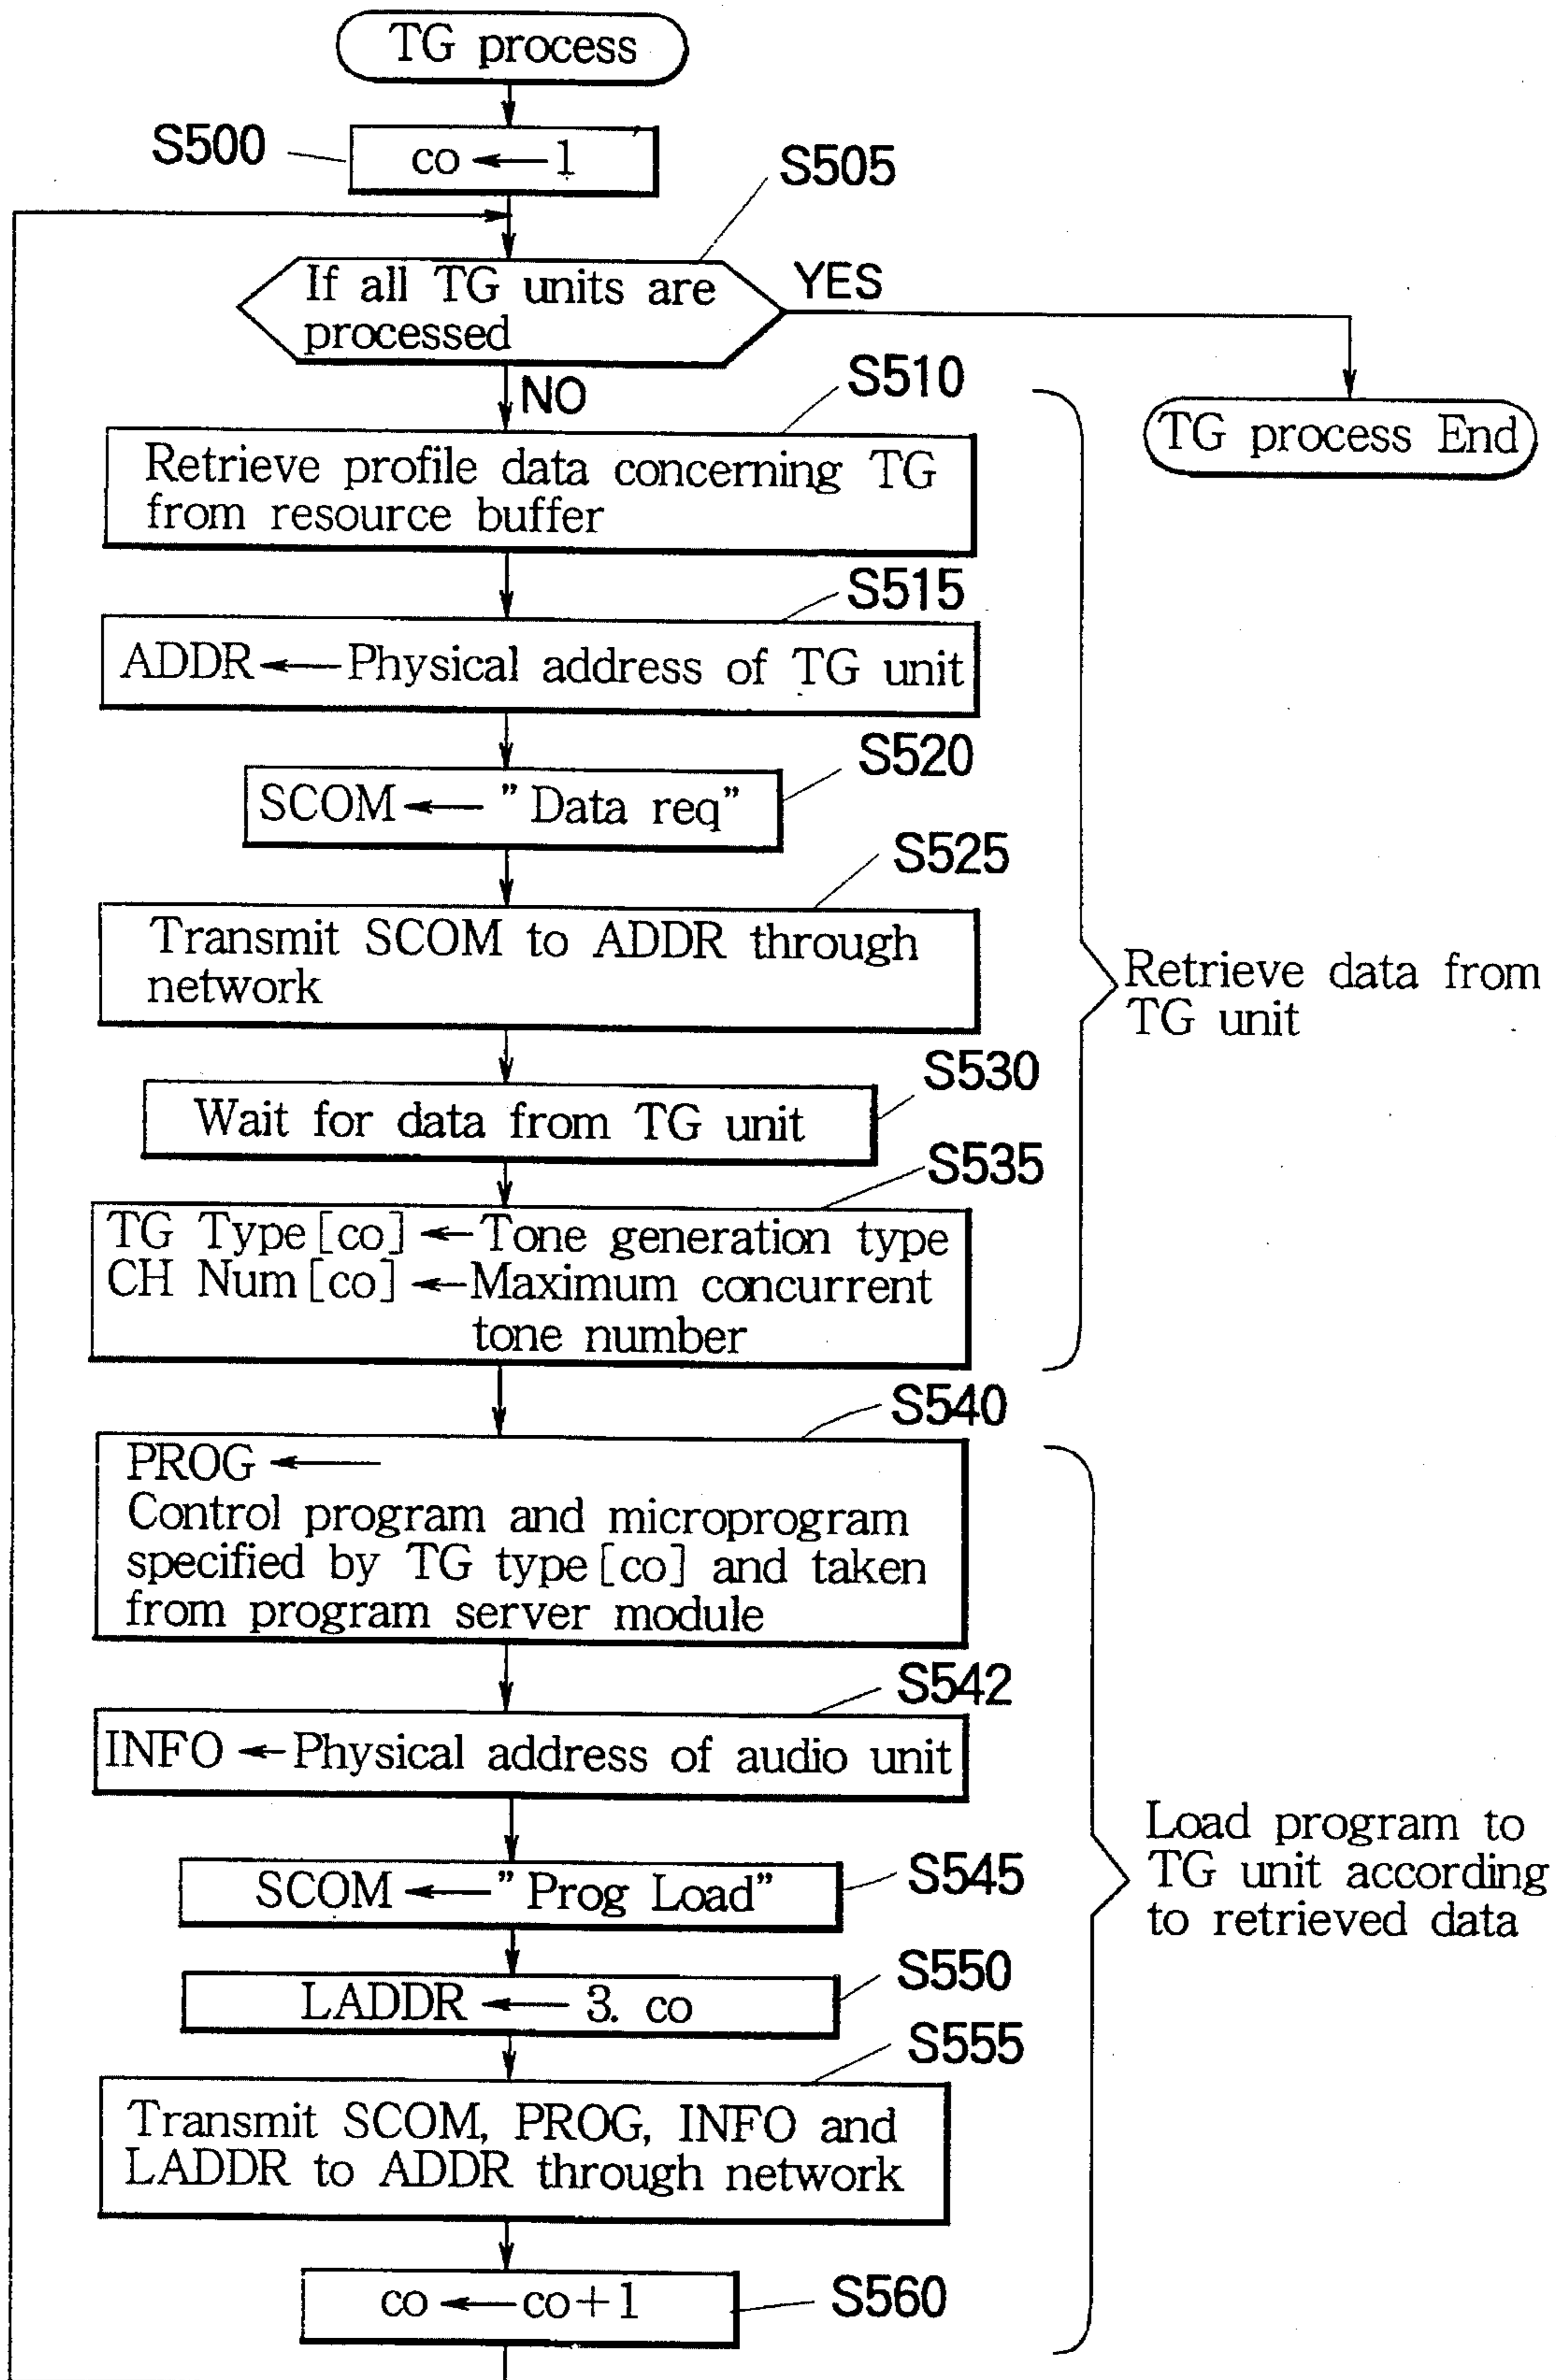 TG process
S500
co ← 1
S505
If all TG units are
processed
YES
NO
TG process End
S510
Retrieve profile data concerning TG
from resource buffer
S515
ADDR ← Physical address of TG unit
S520
SCOM ← "Data req"
S525
Transmit SCOM to ADDR through
network
Retrieve data from
TG unit
S530
Wait for data from TG unit
S535
TG Type [co] ← Tone generation type
CH Num [co] ← Maximum concurrent
tone number
S540
PROG ←
Control program and microprogram
specified by TG type [co] and taken
from program server module
S542
INFO ← Physical address of audio unit
Load program to
TG unit according
to retrieved data
S545
SCOM ← "Prog Load"
S550
LADDR ← 3. co
S555
Transmit SCOM, PROG, INFO and
LADDR to ADDR through network
S560
co ← co+1